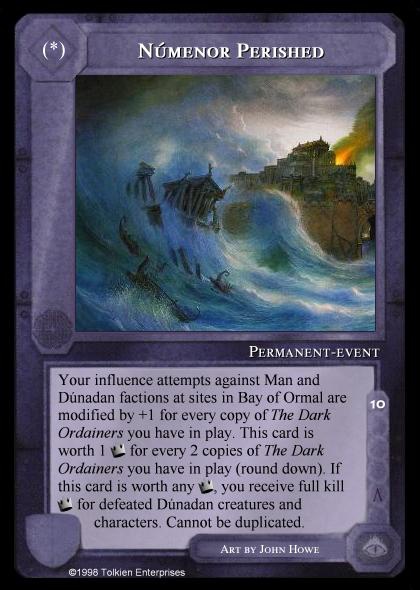 (*)
NÚMENOR PERISHED
PERMANENT-EVENT
Your influence attempts against Man and
Dúnadan factions at sites in Bay of Ormal are
modified by +1 for every copy of The Dark
Ordainers you have in play. This card is
worth 1 for every 2 copies of The Dark
Ordainers you have in play (round down). If
this card is worth any , you receive full kill
for defeated Dúnadan creatures and
characters. Cannot be duplicated.
10
ART BY JOHN HOWE
©1998 Tolkien Enterprises